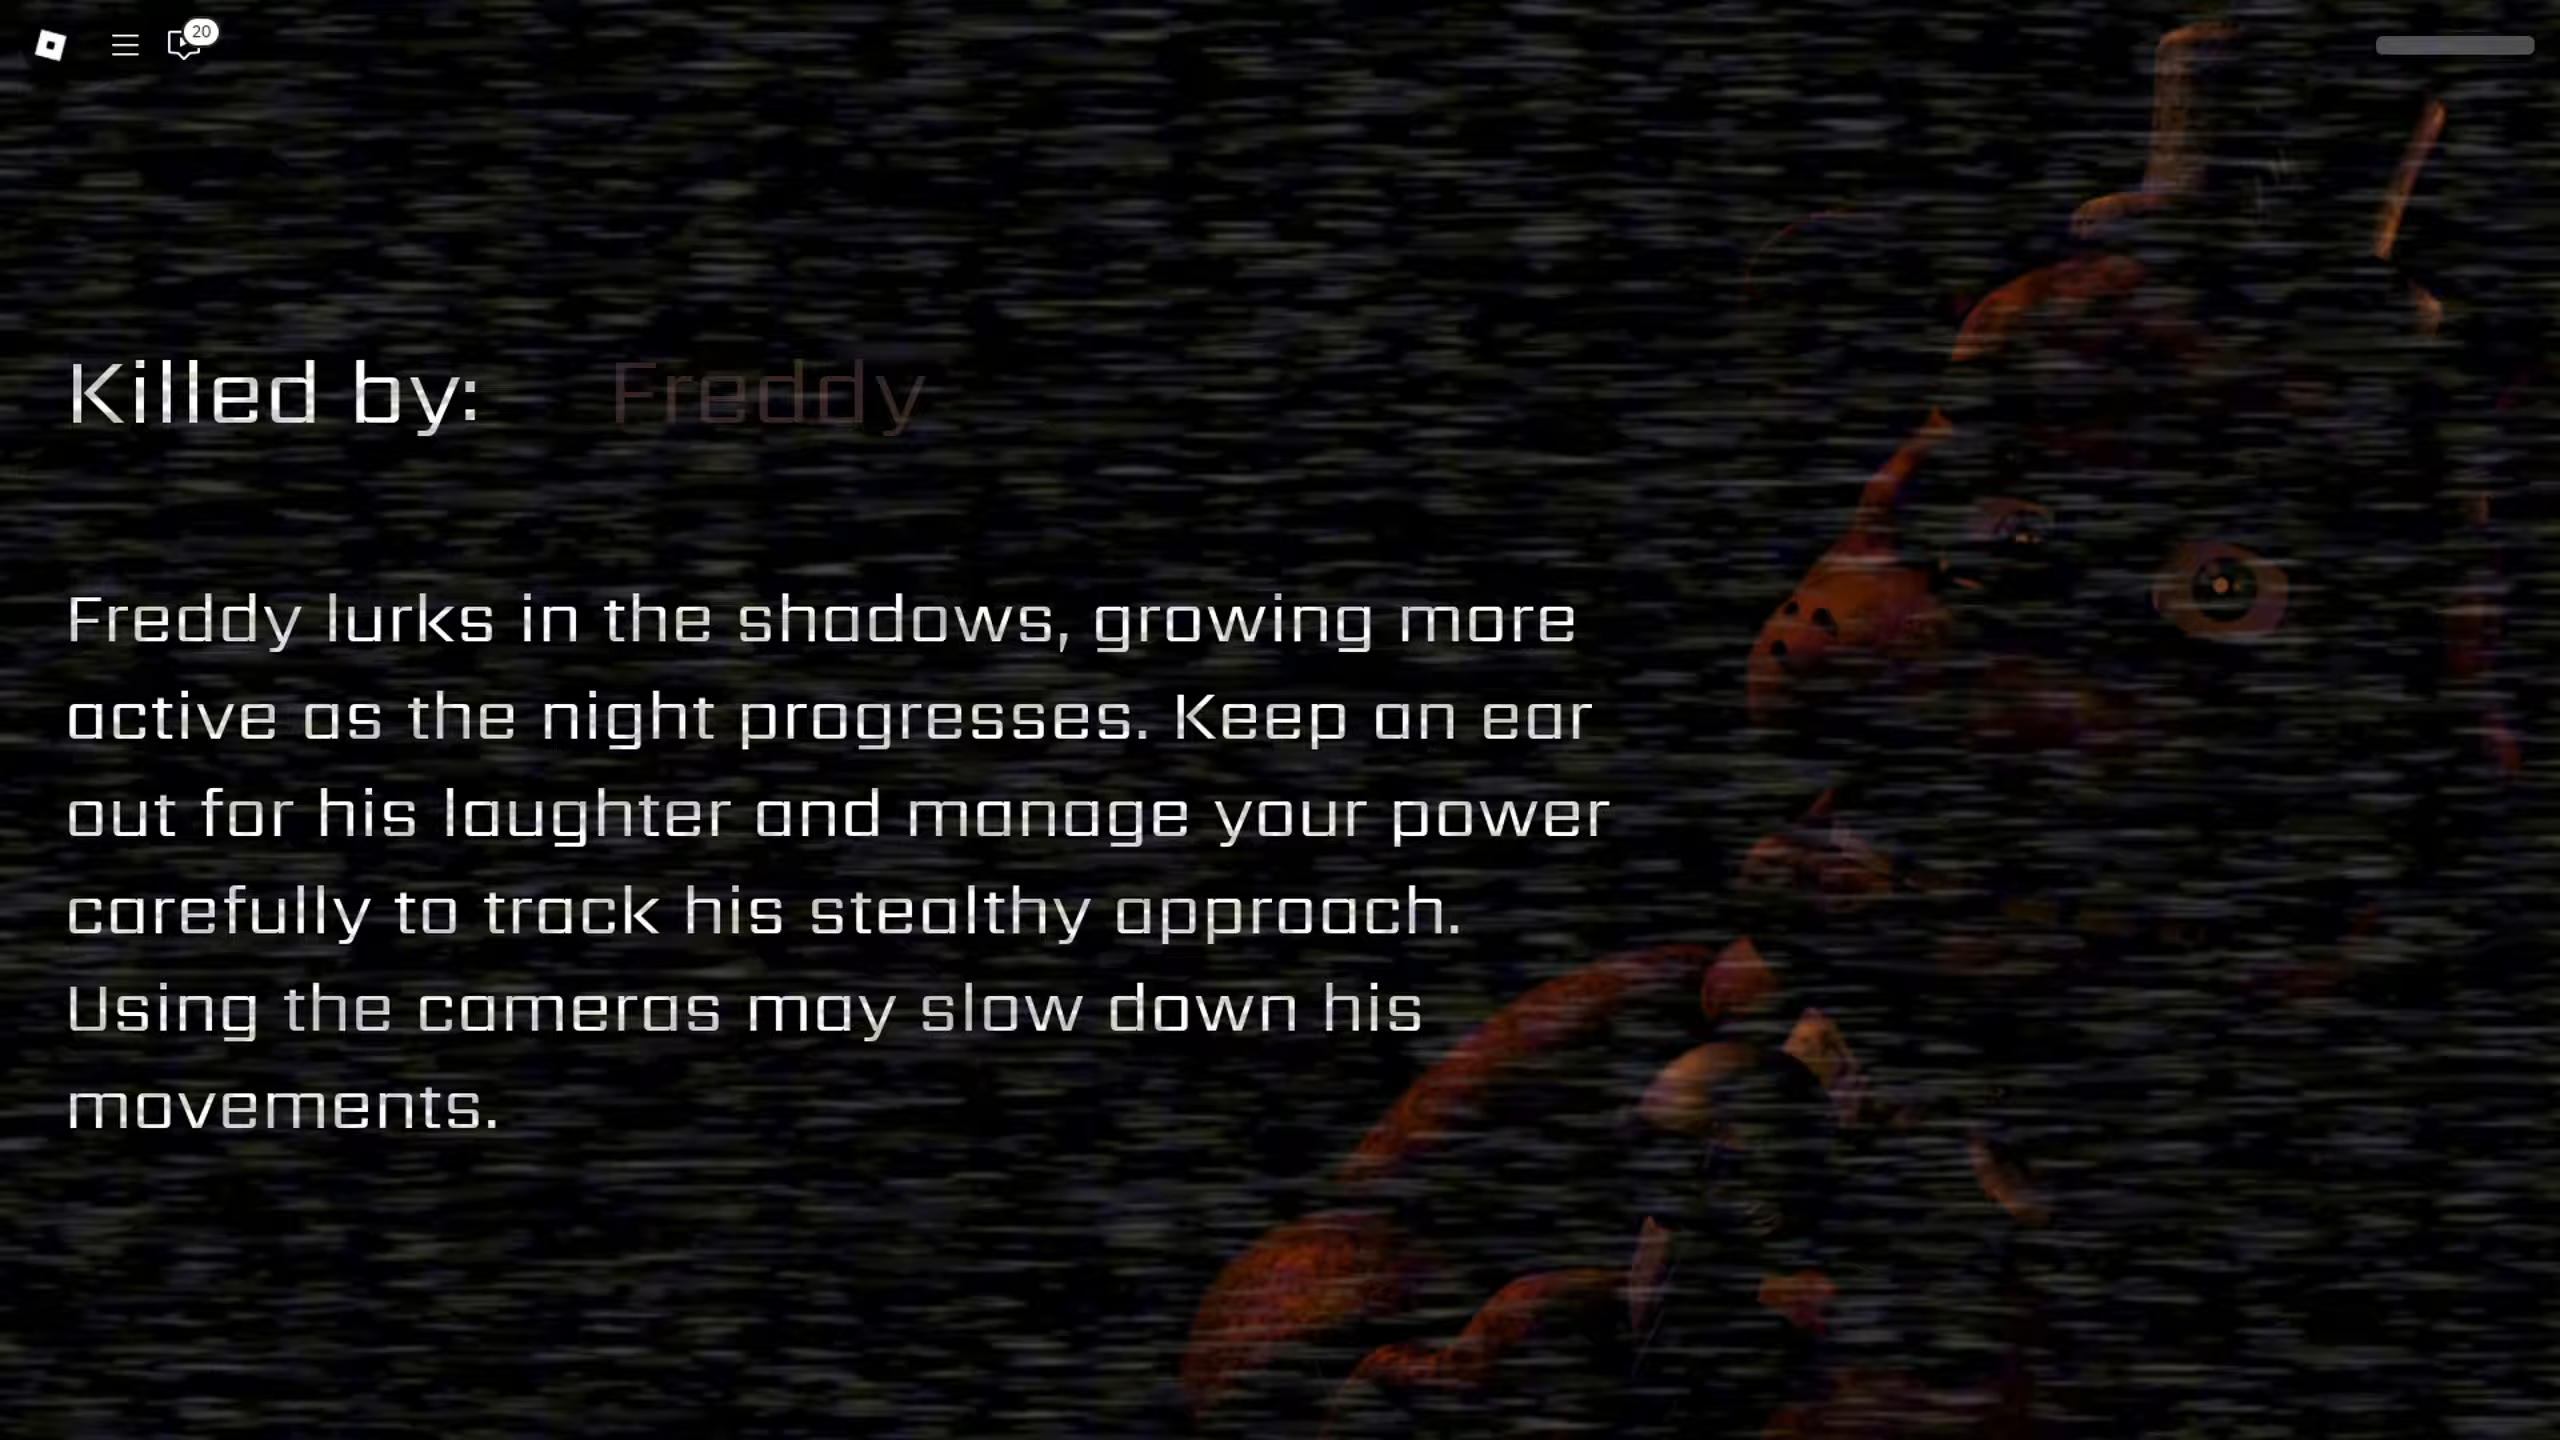 20
Killed by: Freddy
Freddy lurks in the shadows, growing more
active as the night progresses. Keep an ear
out for his laughter and manage your power
carefully to track his stealthy approach.
Using the cameras may slow down his
movements.